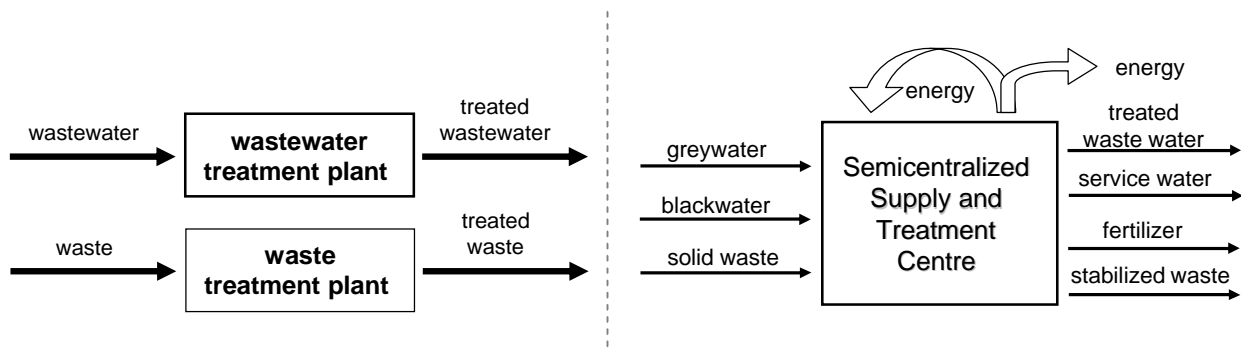 wastewater
wastewater
treatment plant
treated
wastewater
waste
waste
treatment plant
treated
waste
energy
energy
greywater
blackwater
solid waste
Semicentralized
Supply and
Treatment
Centre
treated
waste water
service water
fertilizer
stabilized waste